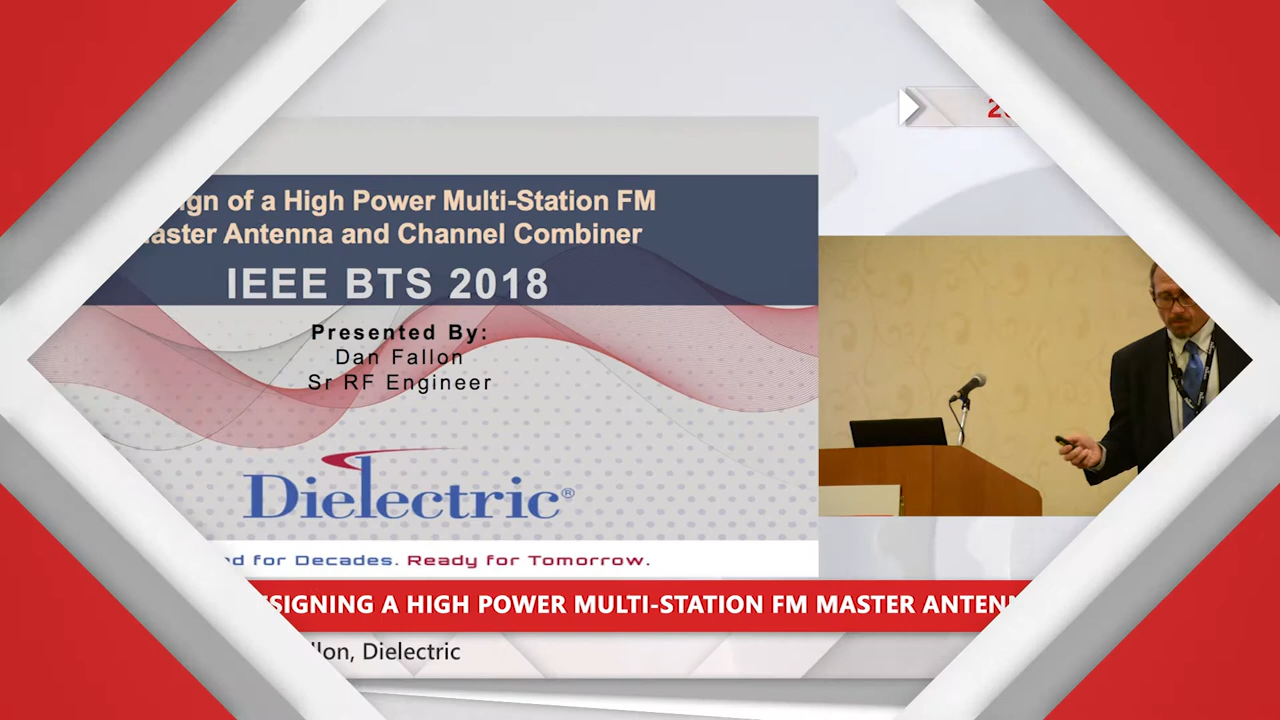 ign of a High Power Multi-Station FM
aster Antenna and Channel Combiner
IEEE BTS 2018
Presented By:
Dan Fallon
Sr RF Engineer
Dielectric®
d for Decades. Ready for Tomorrow.
SIGNING A HIGH POWER MULTI-STATION FM MASTER ANTEN
llon, Dielectric